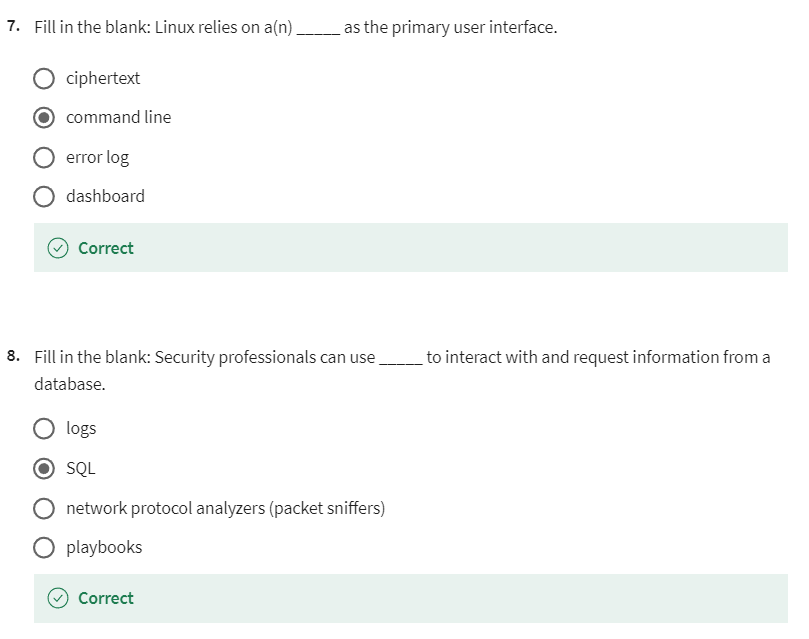 7. Fill in the blank: Linux relies on a(n) _____ as the primary user interface.
ciphertext
command line
error log
dashboard
Correct
8. Fill in the blank: Security professionals can use _____ to interact with and request information from a
database.
logs
SQL
network protocol analyzers (packet sniffers)
playbooks
Correct